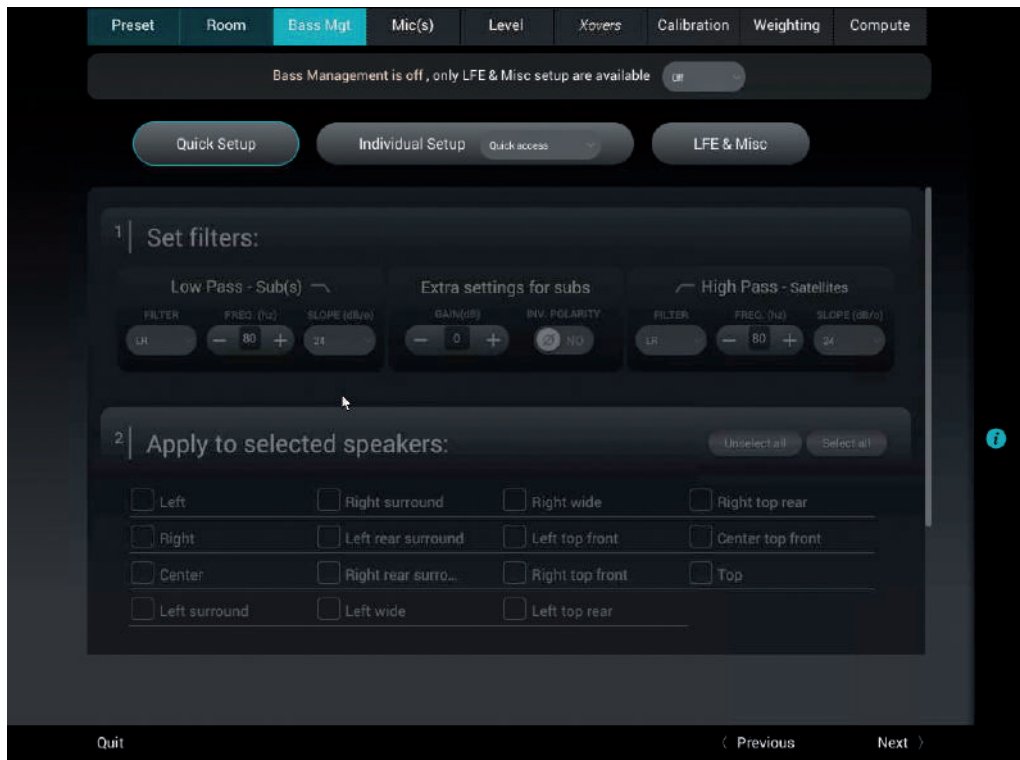 Preset Room Bass Mgt Mic(s) Level Xovers Calibration Weighting Compute
Bass Management is off , only LFE & Misc setup are available Off
Quick Setup Individual Setup Quick access LFE & Misc
1 Set filters:
Low Pass - Sub(s) Extra settings for subs High Pass - Satellites
FILTER FREQ. (hz) SLOPE (dB/o) GAIN(dB) INV. POLARITY FILTER FREQ. (hz) SLOPE (dB/o)
LR − 80 + 24 − 0 + Ø NO LR − 80 + 24
2 Apply to selected speakers: Unselect all Select all
i
Left Right surround Right wide Right top rear
Right Left rear surround Left top front Center top front
Center Right rear surro... Right top front Top
Left surround Left wide Left top rear
Quit 〈 Previous Next 〉